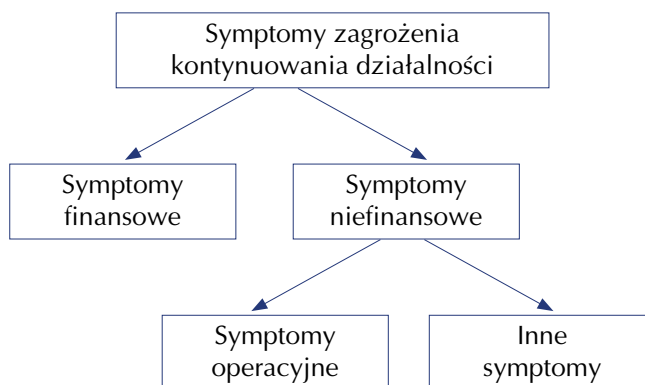 Symptomy zagrożenia
kontynuowania działalności
Symptomy
finansowe
Symptomy
niefinansowe
Symptomy
operacyjne
Inne
symptomy